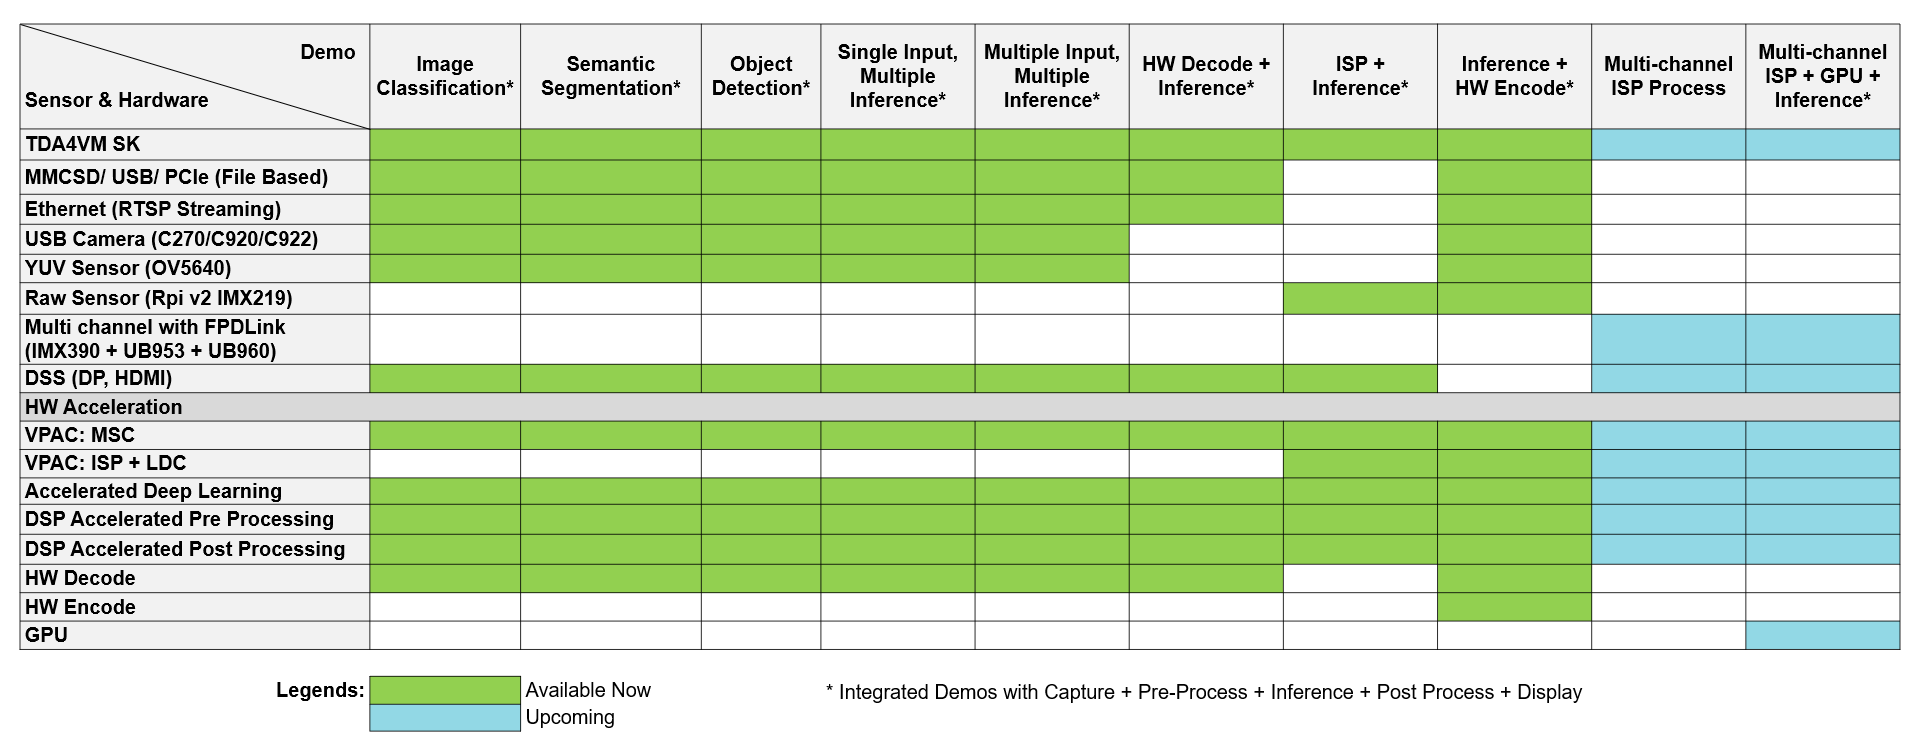 Demo
Sensor & Hardware
Image
Classification*
Semantic
Segmentation*
Object
Detection*
Single Input,
Multiple
Inference*
Multiple Input,
Multiple
Inference*
HW Decode +
Inference*
ISP +
Inference*
Inference +
HW Encode*
Multi-channel
ISP Process
Multi-channel
ISP + GPU +
Inference*
TDA4VM SK
MMCSD/ USB/ PCIe (File Based)
Ethernet (RTSP Streaming)
USB Camera (C270/C920/C922)
YUV Sensor (OV5640)
Raw Sensor (Rpi v2 IMX219)
Multi channel with FPDLink
(IMX390 + UB953 + UB960)
DSS (DP, HDMI)
HW Acceleration
VPAC: MSC
VPAC: ISP + LDC
Accelerated Deep Learning
DSP Accelerated Pre Processing
DSP Accelerated Post Processing
HW Decode
HW Encode
GPU
Legends:
Available Now
Upcoming
* Integrated Demos with Capture + Pre-Process + Inference + Post Process + Display